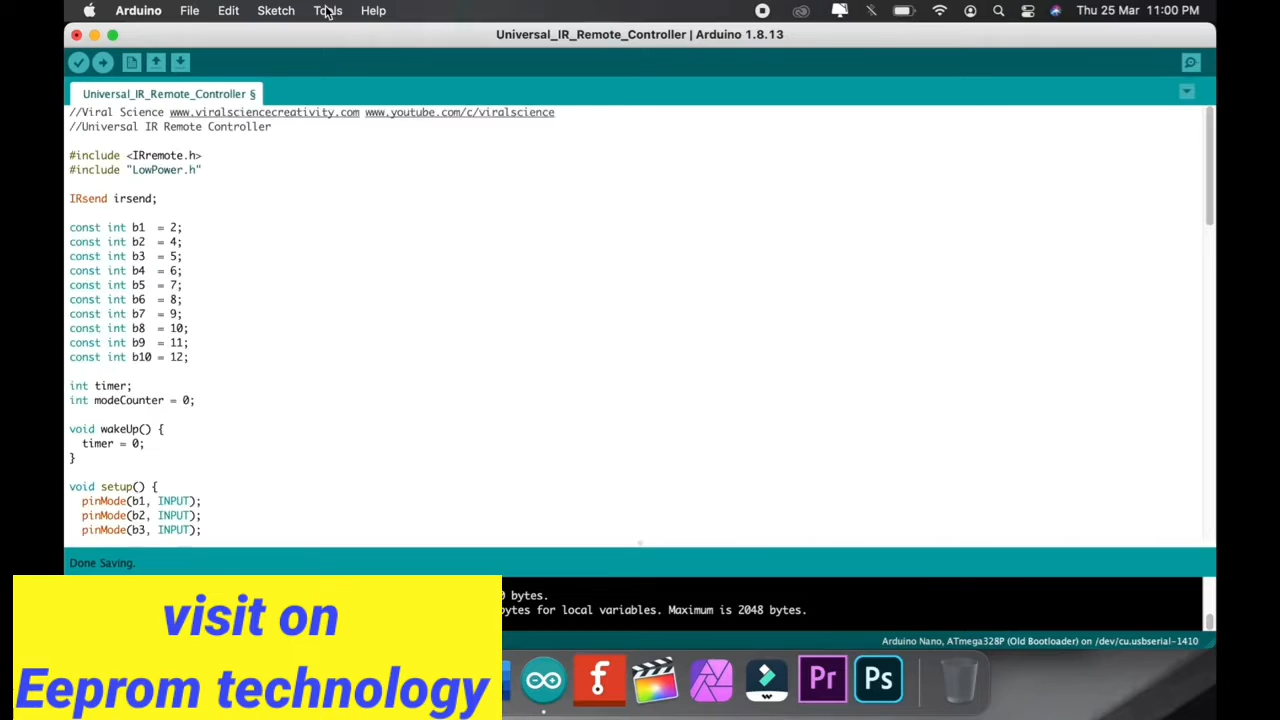 Arduino File Edit Sketch Tools Help Thu 25 Mar 11:00 PM
Universal_IR_Remote_Controller | Arduino 1.8.13
Universal_IR_Remote_Controller §
//Viral Science www.viralsciencecreativity.com www.youtube.com/c/viralscience
//Universal IR Remote Controller
#include <IRremote.h>
#include "LowPower.h"
IRsend irsend;
const int b1 = 2;
const int b2 = 4;
const int b3 = 5;
const int b4 = 6;
const int b5 = 7;
const int b6 = 8;
const int b7 = 9;
const int b8 = 10;
const int b9 = 11;
const int b10 = 12;
int timer;
int modeCounter = 0;
void wakeUp() {
timer = 0;
}
void setup() {
pinMode(b1, INPUT);
pinMode(b2, INPUT);
pinMode(b3, INPUT);
Done Saving.
bytes.
bytes for local variables. Maximum is 2048 bytes.
Arduino Nano, ATmega328P (Old Bootloader) on /dev/cu.usbserial-1410
visit on
Eeprom technology
Pr Ps